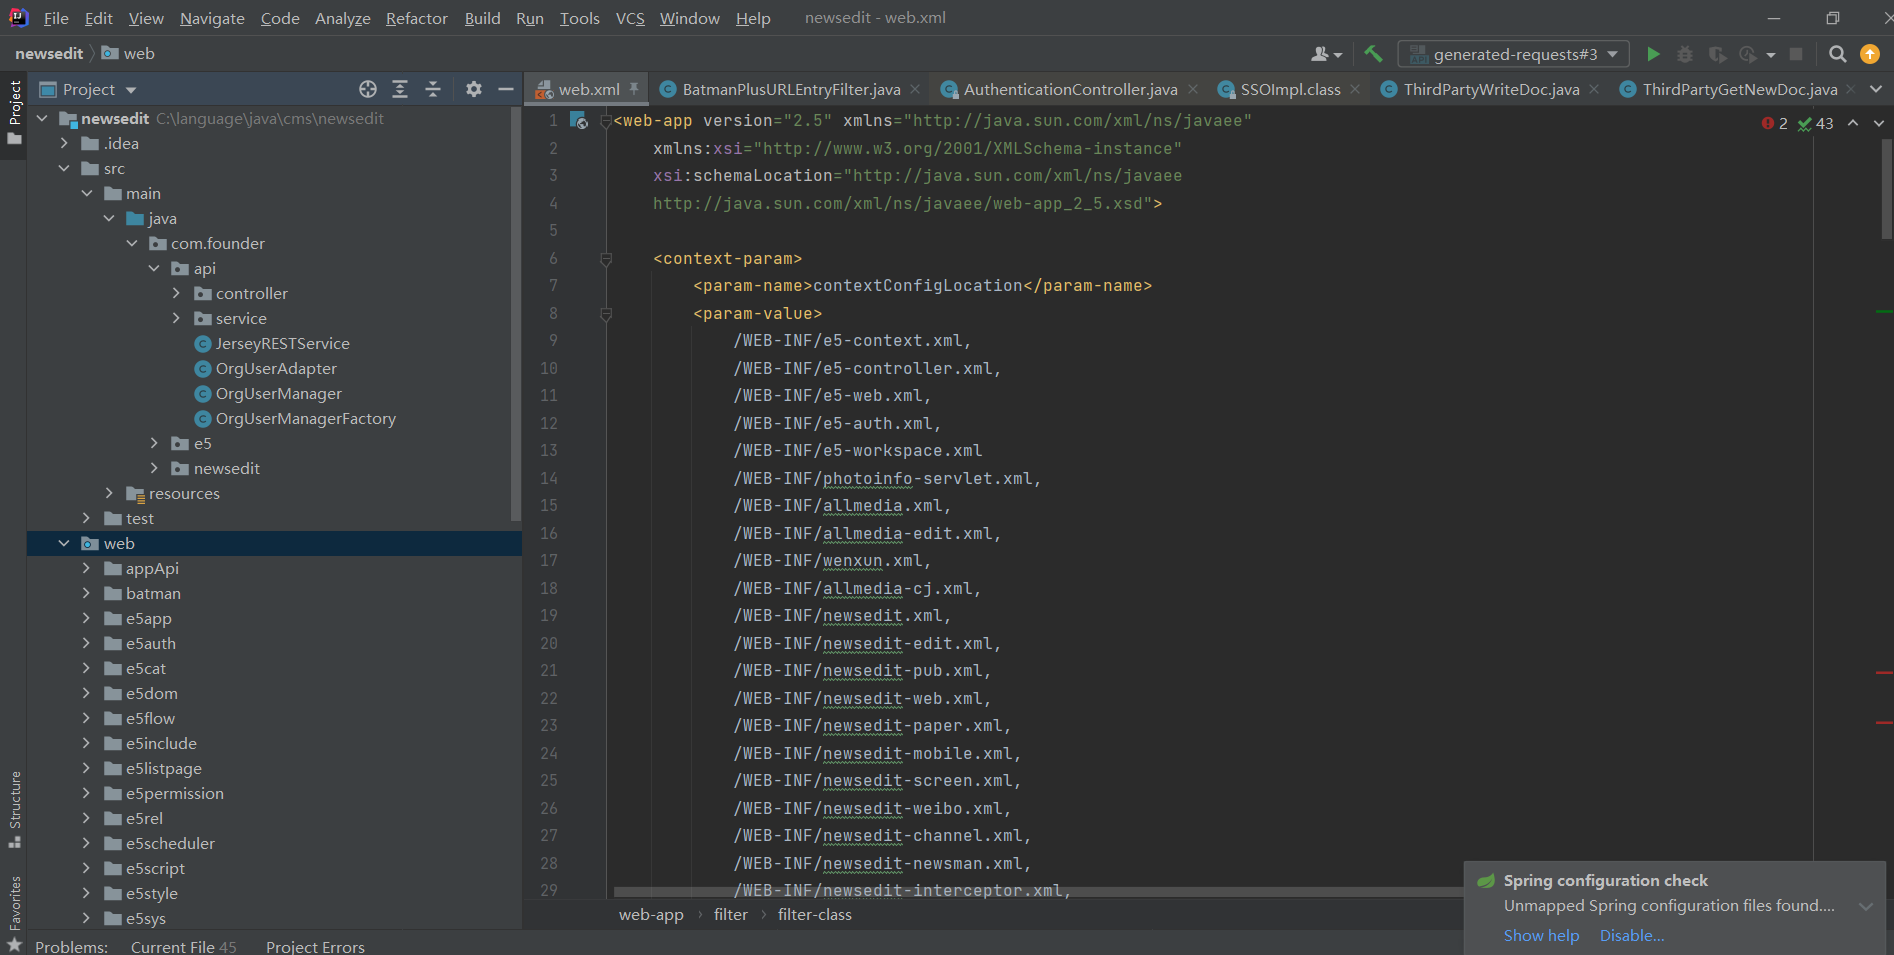 File Edit View Navigate Code Analyze Refactor Build Run Tools VCS Window Help newsedit - web.xml
newsedit web generated-requests#3
Project
Project web.xml BatmanPlusURLEntryFilter.java AuthenticationController.java SSOImpl.class ThirdPartyWriteDoc.java ThirdPartyGetNewDoc.java
newsedit C:\language\java\cms\newsedit
.idea
src
main
java
com.founder
api
controller
service
JerseyRESTService
OrgUserAdapter
OrgUserManager
OrgUserManagerFactory
e5
newsedit
resources
test
web
appApi
batman
e5app
e5auth
e5cat
e5dom
e5flow
e5include
e5listpage
e5permission
e5rel
e5scheduler
e5script
e5style
e5sys
Structure
Favorites
1 <web-app version="2.5" xmlns="http://java.sun.com/xml/ns/javaee"
2 xmlns:xsi="http://www.w3.org/2001/XMLSchema-instance"
3 xsi:schemaLocation="http://java.sun.com/xml/ns/javaee
4 http://java.sun.com/xml/ns/javaee/web-app_2_5.xsd">
5
6 <context-param>
7 <param-name>contextConfigLocation</param-name>
8 <param-value>
9 /WEB-INF/e5-context.xml,
10 /WEB-INF/e5-controller.xml,
11 /WEB-INF/e5-web.xml,
12 /WEB-INF/e5-auth.xml,
13 /WEB-INF/e5-workspace.xml
14 /WEB-INF/photoinfo-servlet.xml,
15 /WEB-INF/allmedia.xml,
16 /WEB-INF/allmedia-edit.xml,
17 /WEB-INF/wenxun.xml,
18 /WEB-INF/allmedia-cj.xml,
19 /WEB-INF/newsedit.xml,
20 /WEB-INF/newsedit-edit.xml,
21 /WEB-INF/newsedit-pub.xml,
22 /WEB-INF/newsedit-web.xml,
23 /WEB-INF/newsedit-paper.xml,
24 /WEB-INF/newsedit-mobile.xml,
25 /WEB-INF/newsedit-screen.xml,
26 /WEB-INF/newsedit-weibo.xml,
27 /WEB-INF/newsedit-channel.xml,
28 /WEB-INF/newsedit-newsman.xml,
29 /WEB-INF/newsedit-interceptor.xml,
2 43
web-app filter filter-class
Spring configuration check
Unmapped Spring configuration files found....
Show help Disable...
Problems: Current File 45 Project Errors